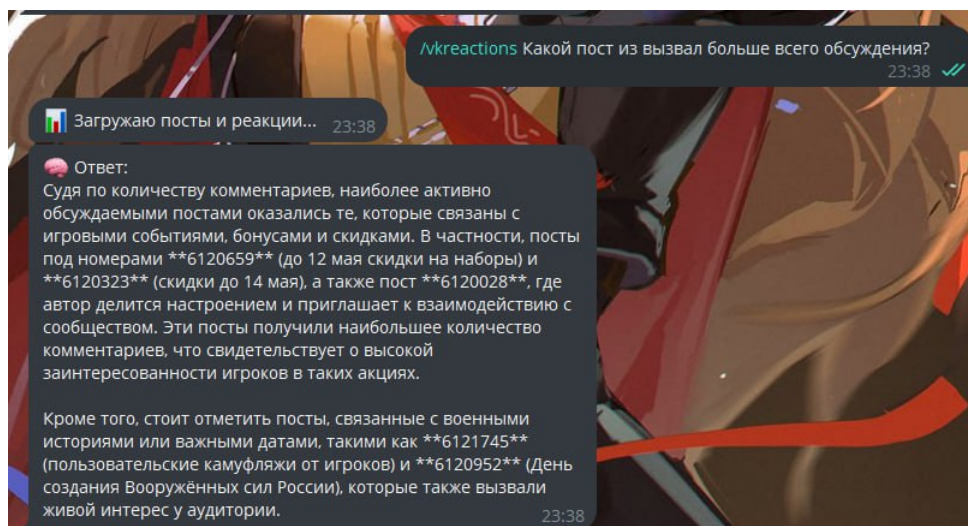 /vkreactions Какой пост из вызвал больше всего обсуждения?
23:38
Загружаю посты и реакции... 23:38
Ответ:
Судя по количеству комментариев, наиболее активно
обсуждаемыми постами оказались те, которые связаны с
игровыми событиями, бонусами и скидками. В частности, посты
под номерами **6120659** (до 12 мая скидки на наборы) и
**6120323** (скидки до 14 мая), а также пост **6120028**, где
автор делится настроением и приглашает к взаимодействию с
сообществом. Эти посты получили наибольшее количество
комментариев, что свидетельствует о высокой
заинтересованности игроков в таких акциях.
Кроме того, стоит отметить посты, связанные с военными
историями или важными датами, такими как **6121745**
(пользовательские камуфляжи от игроков) и **6120952** (День
создания Вооружённых сил России), которые также вызвали
живой интерес у аудитории.
23:38